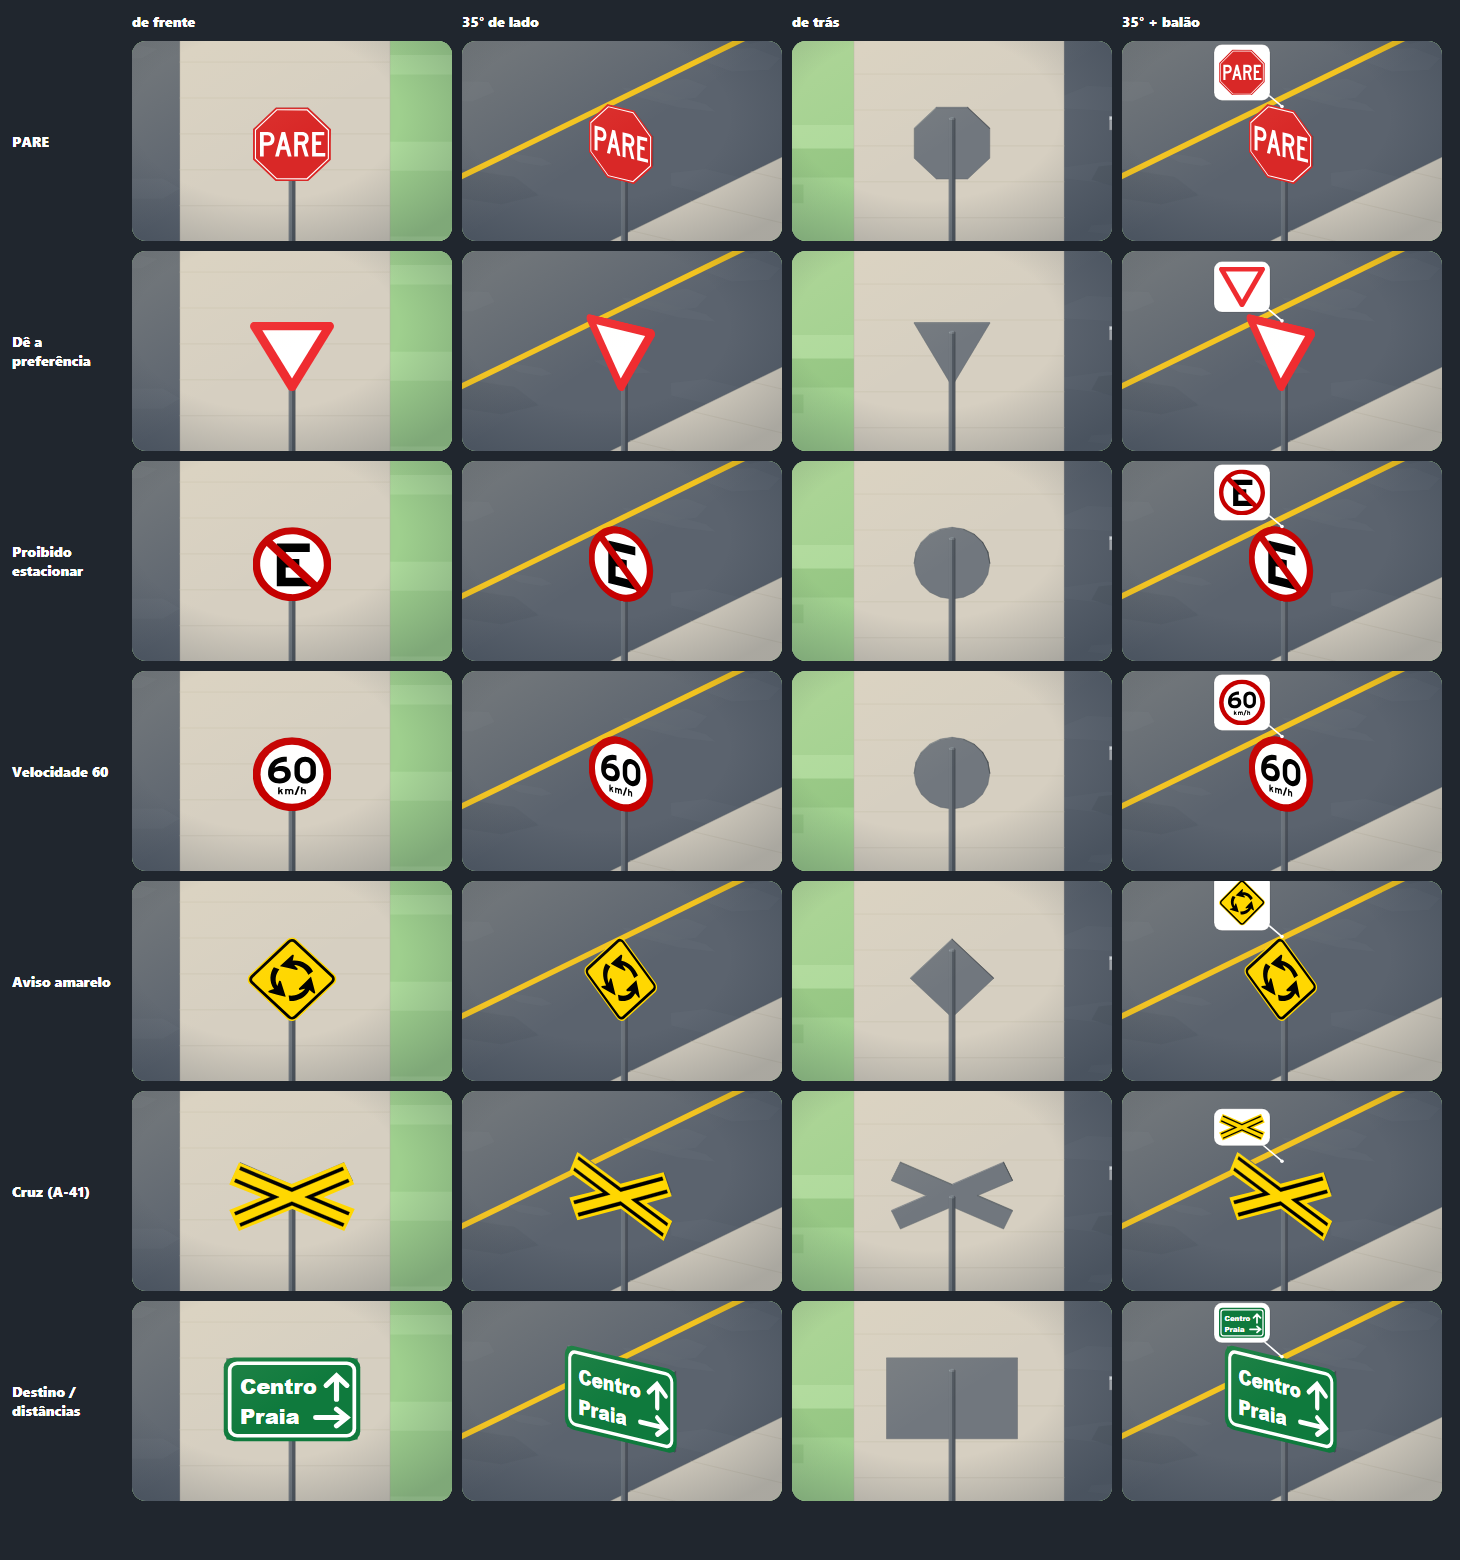 de frente
35° de lado
de trás
35° + balão
PARE
PARE
PARE
PARE
PARE
Dê a
preferência
Proibido
estacionar
E
E
E
E
Velocidade 60
60
km/h
60
km/h
60
km/h
60
km/h
Aviso amarelo
Cruz (A-41)
Destino /
distâncias
Centro
Praia
Centro
Praia
Centro
Praia
Centro
Praia